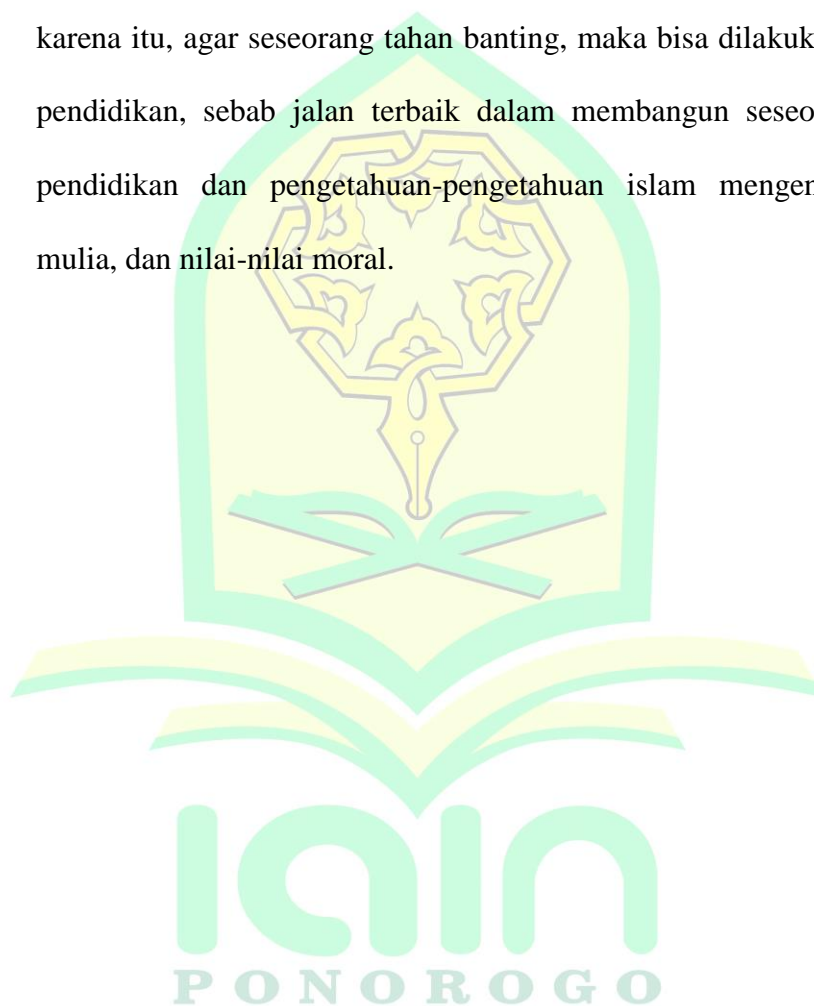 karena itu, agar seseorang tahan banting, maka bisa dilakuk
pendidikan, sebab jalan terbaik dalam membangun seseo
pendidikan dan pengetahuan-pengetahuan islam mengen
mulia, dan nilai-nilai moral.
iain
PONOROGO